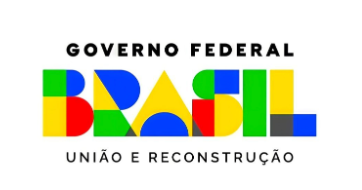 GOVERNO FEDERAL
BRASIL
UNIÃO E RECONSTRUÇÃO